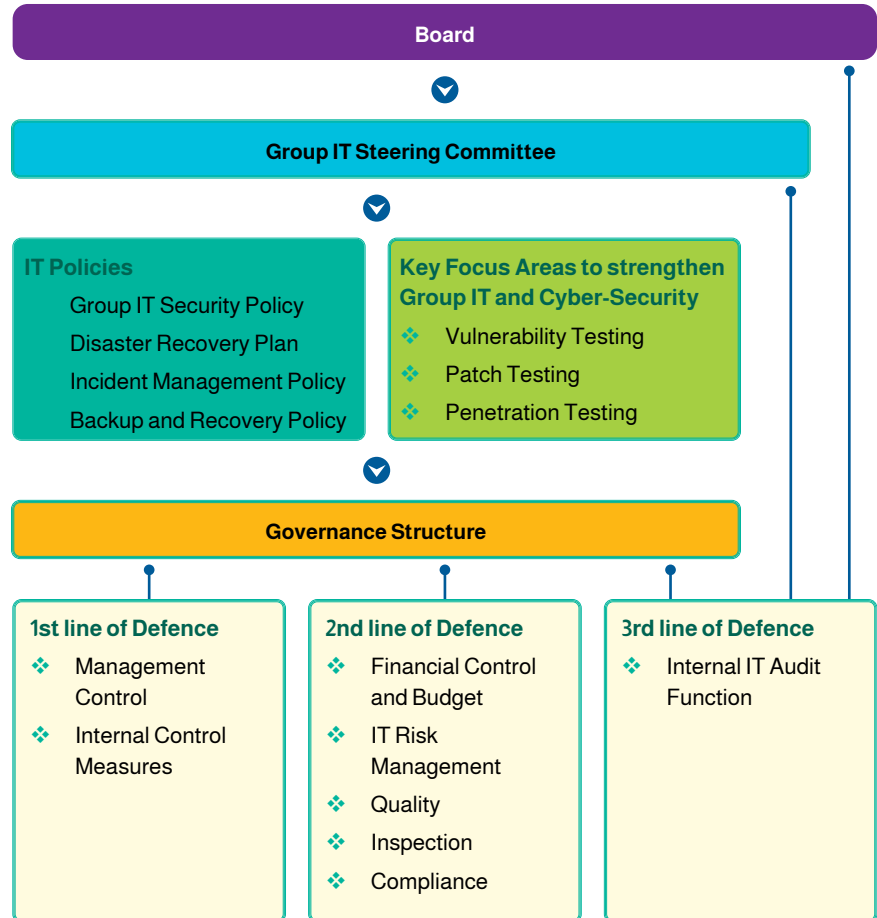 Board
Group IT Steering Committee
IT Policies
Group IT Security Policy
Disaster Recovery Plan
Incident Management Policy
Backup and Recovery Policy
Key Focus Areas to strengthen
Group IT and Cyber-Security
Vulnerability Testing
Patch Testing
Penetration Testing
Governance Structure
1st line of Defence
Management
Control
Internal Control
Measures
2nd line of Defence
Financial Control
and Budget
IT Risk
Management
Quality
Inspection
Compliance
3rd line of Defence
Internal IT Audit
Function